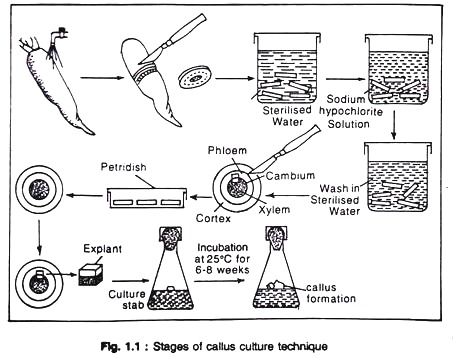 Sterilised
Water
Sodium
hypochlorite
Solution
Wash in
Sterilised
Water
Phloem
Cambium
Xylem
Cortex
Petridish
Explant
Culture
stab
Incubation
at 25°C for
6-8 weeks
callus
formation
Fig. 1.1 : Stages of callus culture technique